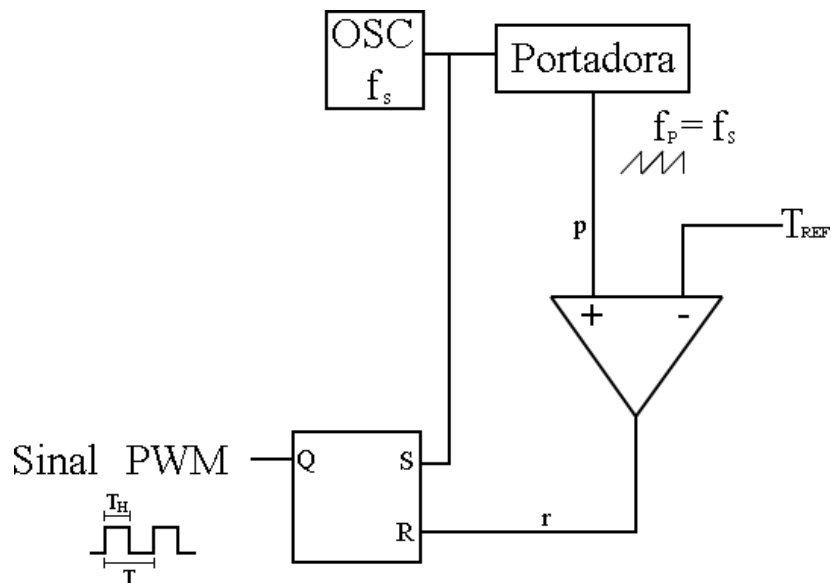 OSC
fs
Portadora
fP = fS
p
TREF
+ -
Sinal PWM
Q
S
R
r
TH
T